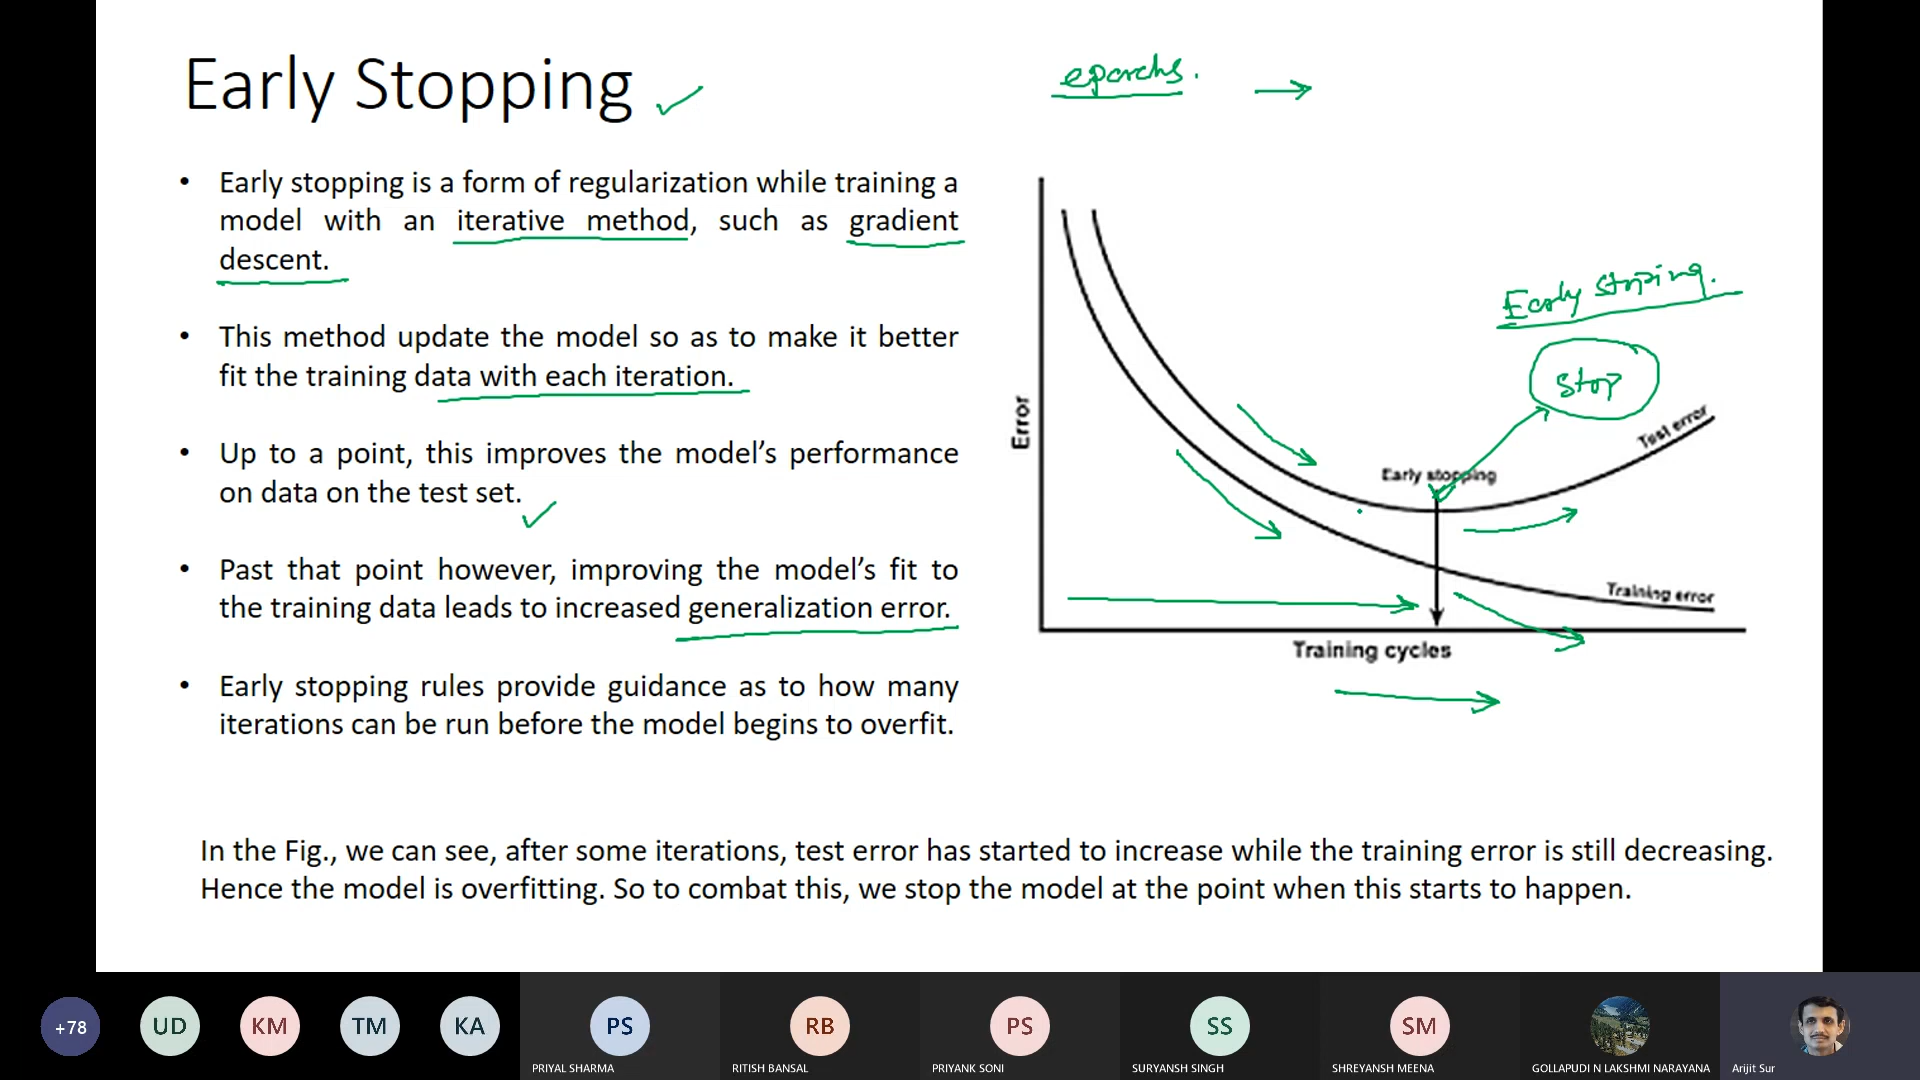 Early Stopping
eporchs.
• Early stopping is a form of regularization while training a
model with an iterative method, such as gradient
descent.
• This method update the model so as to make it better
fit the training data with each iteration.
• Up to a point, this improves the model’s performance
on data on the test set.
• Past that point however, improving the model’s fit to
the training data leads to increased generalization error.
• Early stopping rules provide guidance as to how many
iterations can be run before the model begins to overfit.
Early stoping.
Stop
Test error
Early stopping
Error
Training error
Training cycles
In the Fig., we can see, after some iterations, test error has started to increase while the training error is still decreasing.
Hence the model is overfitting. So to combat this, we stop the model at the point when this starts to happen.
+78
UD
KM
TM
KA
PS
RB
PS
SS
SM
PRIYAL SHARMA
RITISH BANSAL
PRIYANK SONI
SURYANSH SINGH
SHREYANSH MEENA
GOLLAPUDI N LAKSHMI NARAYANA
Arijit Sur